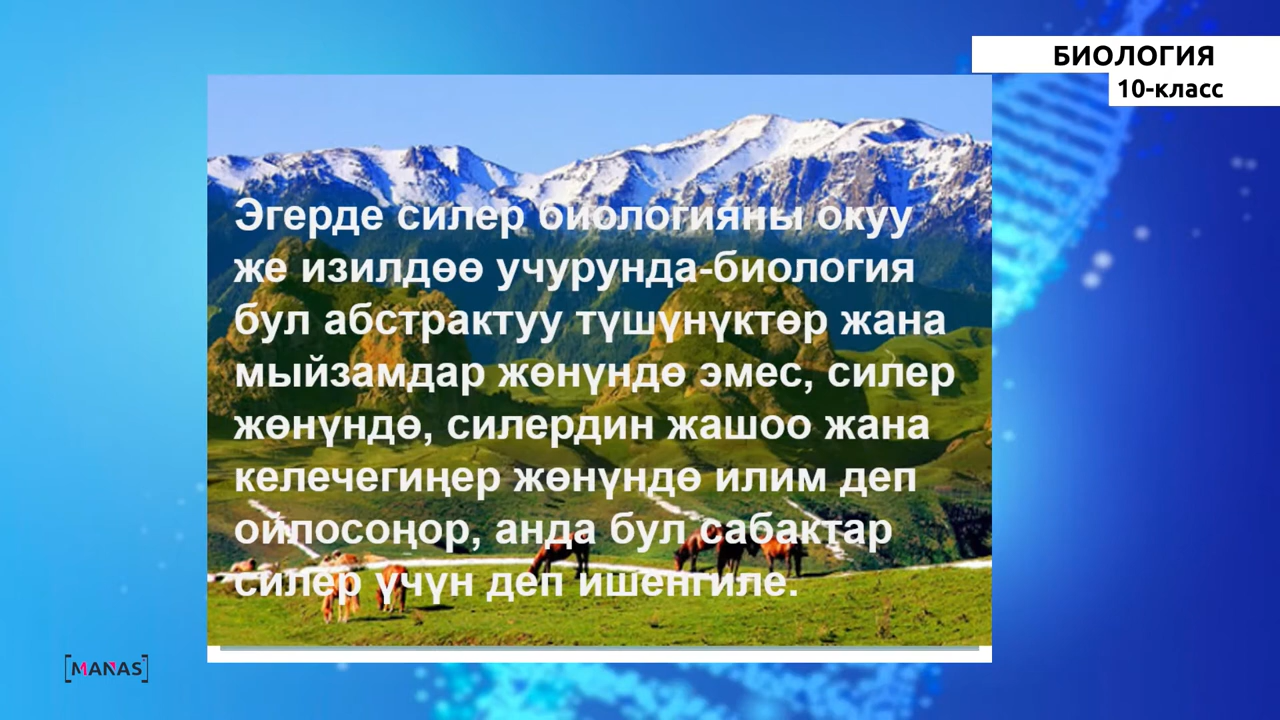 БИОЛОГИЯ
10-класс
Эгерде силер биологияны окуу
же изилдөө учурунда-биология
бул абстрактуу түшүнүктөр жана
мыйзамдар жөнүндө эмес, силер
жөнүндө, силердин жашоо жана
келечегиңер жөнүндө илим деп
ойлосоңор, анда бул сабактар
силер үчүн деп ишенгиле.
[MANAS]